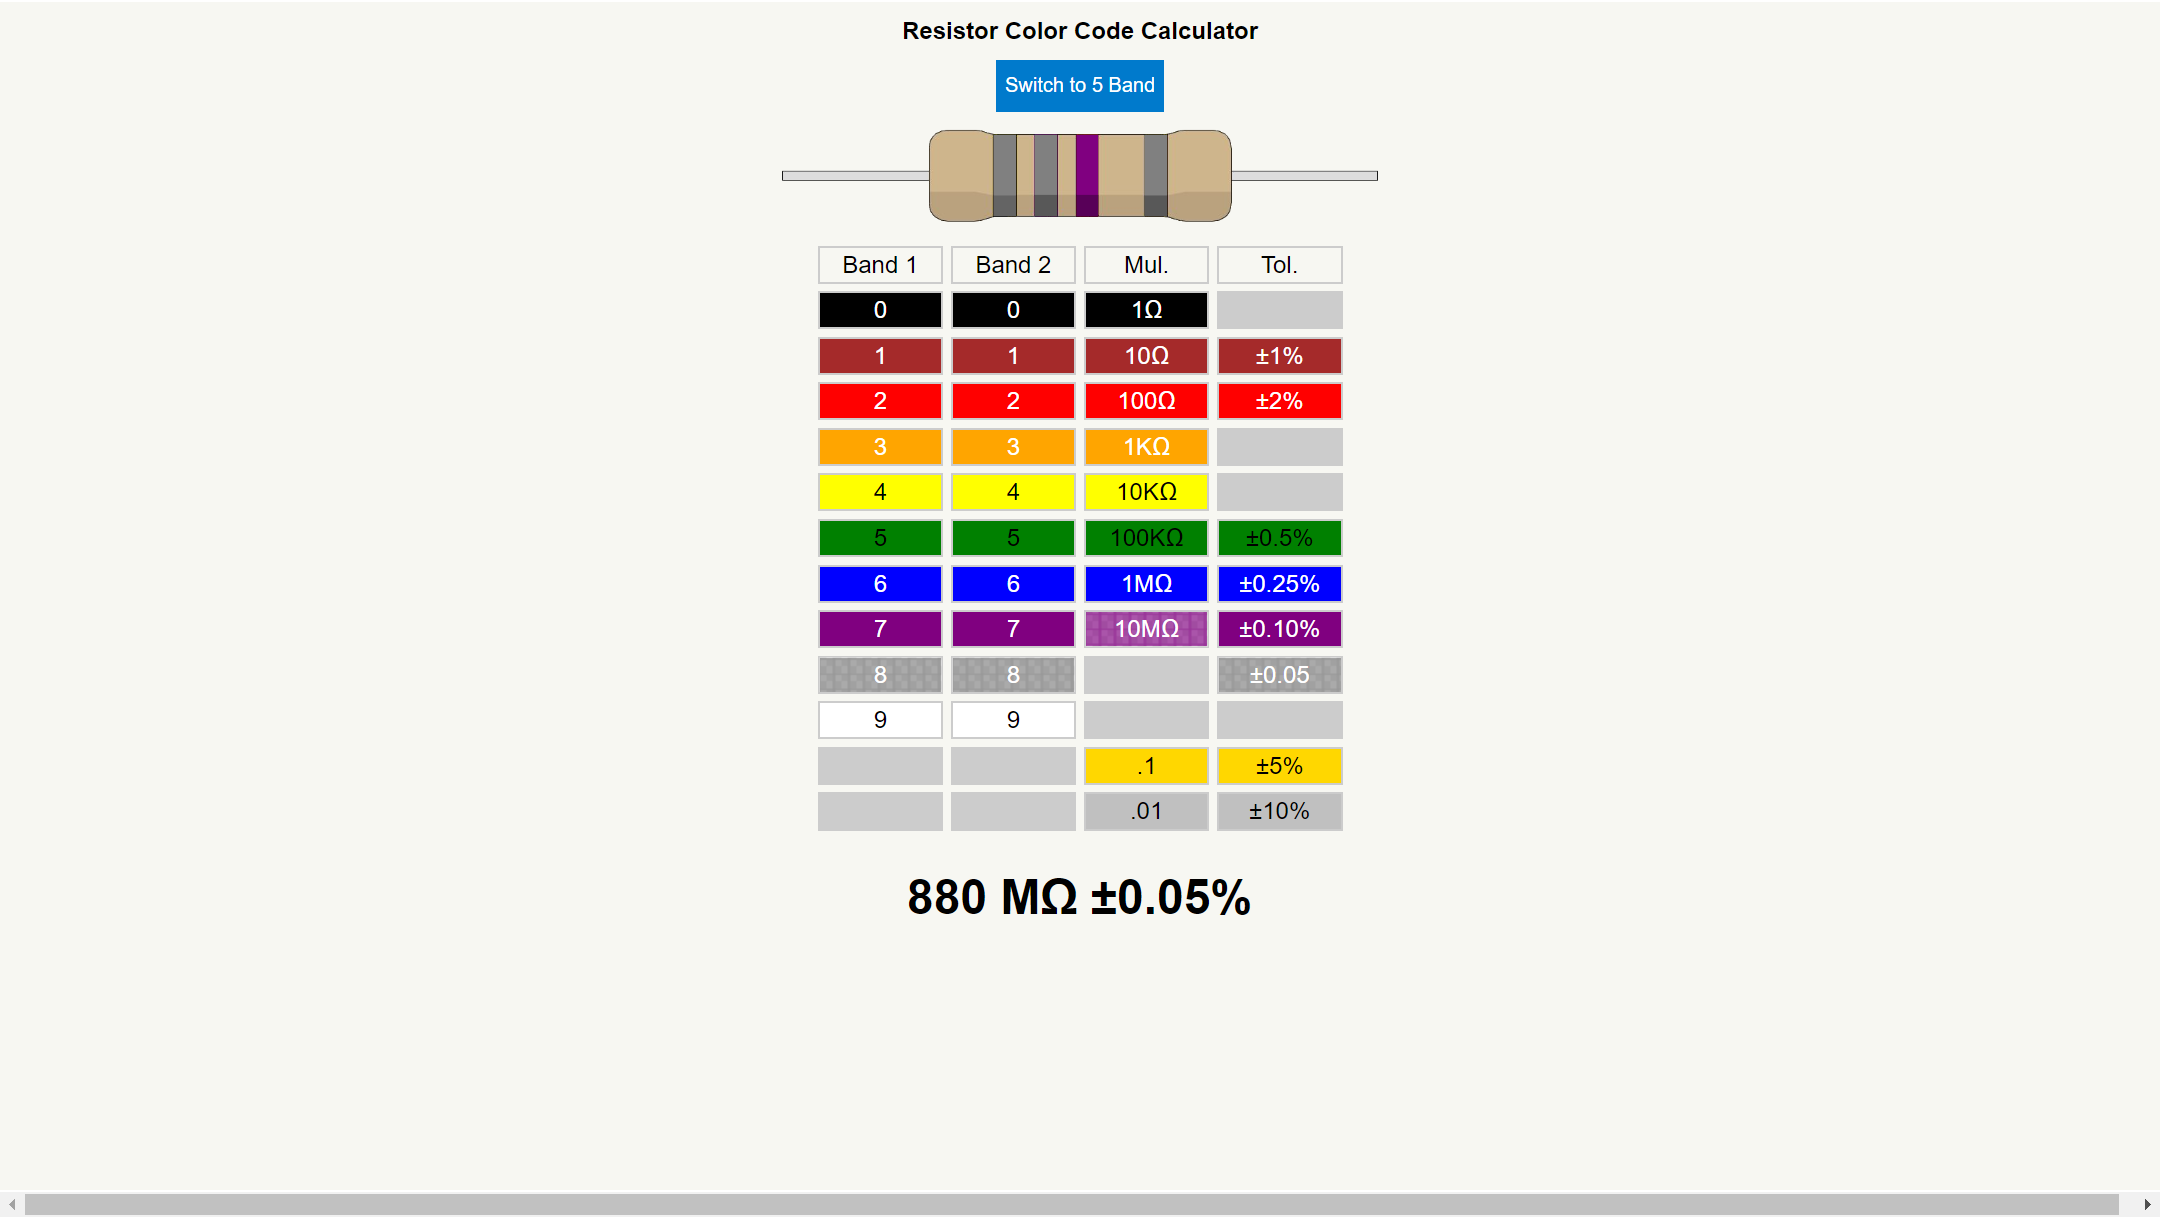 Resistor Color Code Calculator
Switch to 5 Band
Band 1 Band 2 Mul. Tol.
0 0 1Ω
1 1 10Ω ±1%
2 2 100Ω ±2%
3 3 1KΩ
4 4 10KΩ
5 5 100KΩ ±0.5%
6 6 1MΩ ±0.25%
7 7 10MΩ ±0.10%
8 8 ±0.05
9 9
.1 ±5%
.01 ±10%
880 MΩ ±0.05%